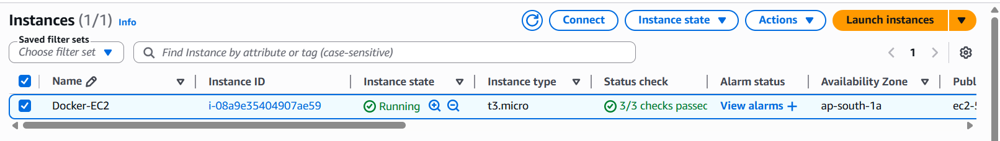 Instances (1/1) Info
Connect
Instance state
Actions
Launch instances
Saved filter sets
Choose filter set
Find Instance by attribute or tag (case-sensitive)
1
Name Instance ID Instance state Instance type Status check Alarm status Availability Zone Publ
Docker-EC2 i-08a9e35404907ae59 Running t3.micro 3/3 checks passed View alarms + ap-south-1a ec2-5